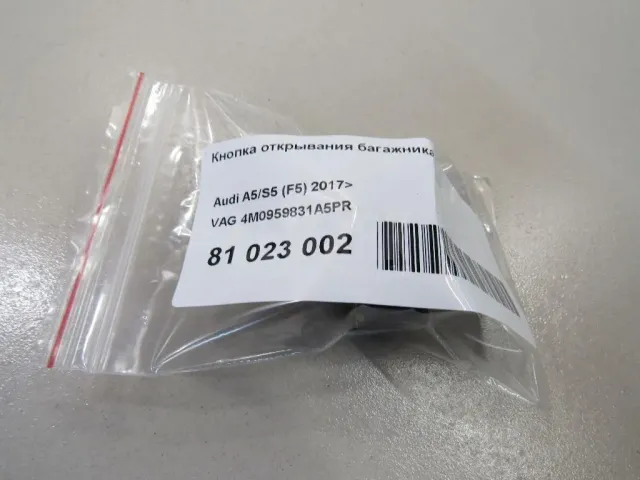 Кнопка открывания багажника
Audi A5/S5 (F5) 2017>
VAG 4M0959831A5PR
81 023 002